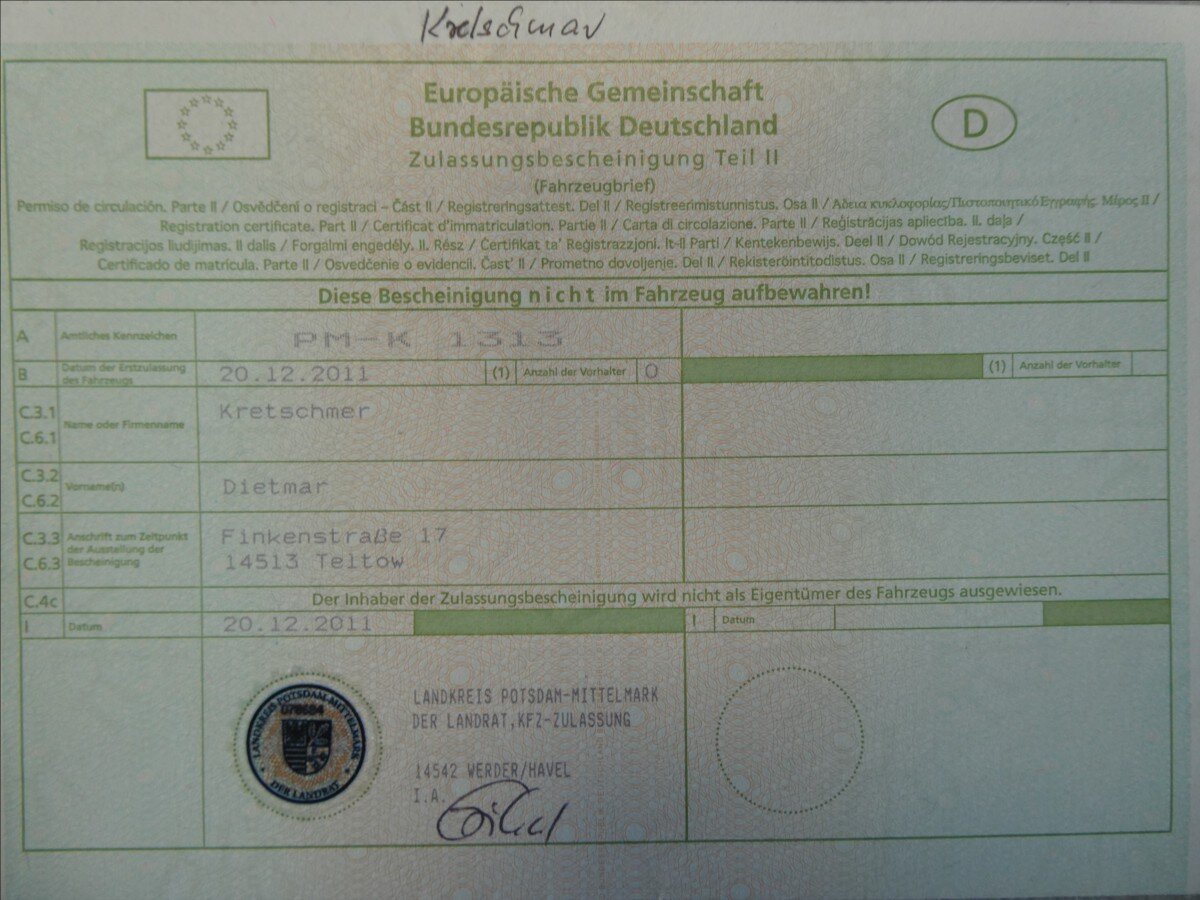 Kretschmar
Europäische Gemeinschaft
Bundesrepublik Deutschland
D
Zulassungsbescheinigung Teil II
(Fahrzeugbrief)
Permiso de circulación. Parte II / Osvědčení o registraci – Část II / Registreringsattest. Del II / Registreerimistunnistus. Osa II / Άδεια κυκλοφορίας/Πιστοποιητικό Εγγραφής. Μέρος II /
Registration certificate. Part II / Certificat d'immatriculation. Partie II / Carta di circolazione. Parte II / Reģistrācijas apliecība. II. daļa /
Registracijos liudijimas. II dalis / Forgalmi engedély. II. Rész / Ċertifikat ta' Reġistrazzjoni. It-II Parti / Kentekenbewijs. Deel II / Dowód Rejestracyjny. Część II /
Certificado de matrícula. Parte II / Osvedčenie o evidencii. Čast' II / Prometno dovoljenje. Del II / Rekisteröintitodistus. Osa II / Registreringsbeviset. Del II
Diese Bescheinigung nicht im Fahrzeug aufbewahren!
A Amtliches Kennzeichen PM-K 1313
B Datum der Erstzulassung des Fahrzeugs 20.12.2011 (1) Anzahl der Vorhalter 0 (1) Anzahl der Vorhalter
C.3.1
C.6.1 Name oder Firmenname Kretschmer
C.3.2
C.6.2 Vorname(n) Dietmar
C.3.3 Anschrift zum Zeitpunkt Finkenstraße 17
der Ausstellung der
C.6.3 Bescheinigung 14513 Teltow
C.4c Der Inhaber der Zulassungsbescheinigung wird nicht als Eigentümer des Fahrzeugs ausgewiesen.
I Datum 20.12.2011 I Datum
LANDKREIS POTSDAM-MITTELMARK
DER LANDRAT
LANDKREIS POTSDAM-MITTELMARK
DER LANDRAT,KFZ-ZULASSUNG
14542 WERDER/HAVEL
I.A.